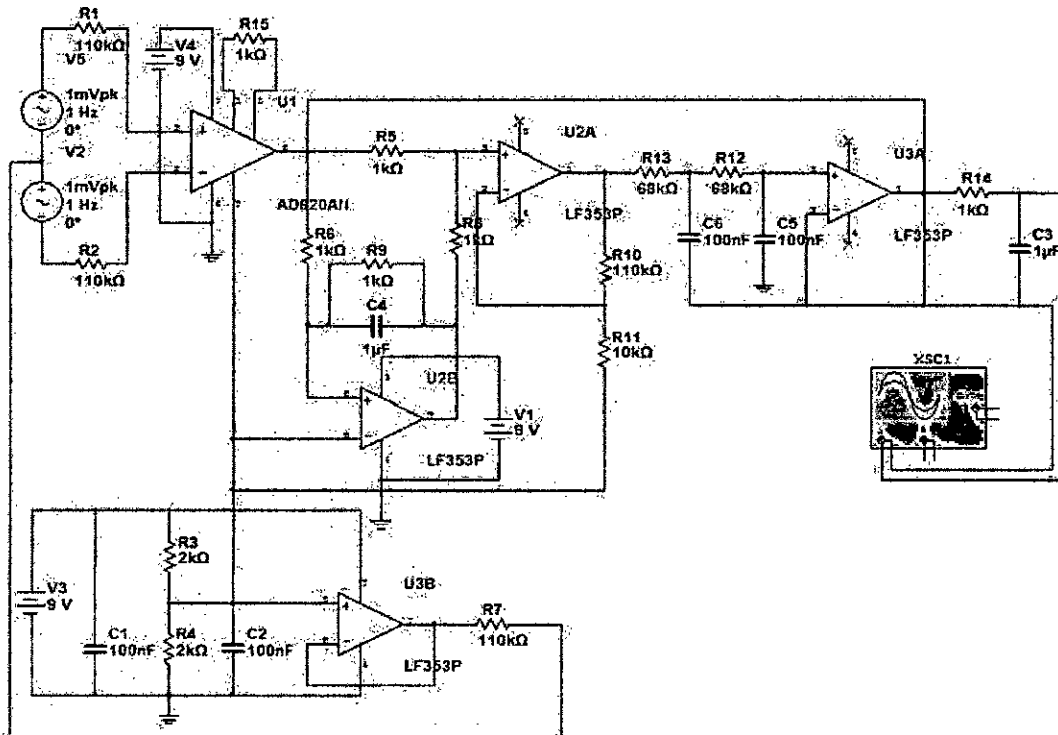 R1
110kΩ
V5
1mVpk
1 Hz
0°
V2
1mVpk
1 Hz
0°
R2
110kΩ
V4
9 V
R15
1kΩ
U1
R5
1kΩ
R6
1kΩ
R9
1kΩ
C4
1µF
1kΩ
U2B
LF353P
V1
9 V
U2A
LF353P
R10
110kΩ
R11
10kΩ
R13
68kΩ
R12
68kΩ
C6
100nF
C5
100nF
U3A
LF353P
R14
1kΩ
C3
1µF
XSC1
V3
9 V
C1
100nF
R3
2kΩ
R4
2kΩ
C2
100nF
U3B
LF353P
R7
110kΩ